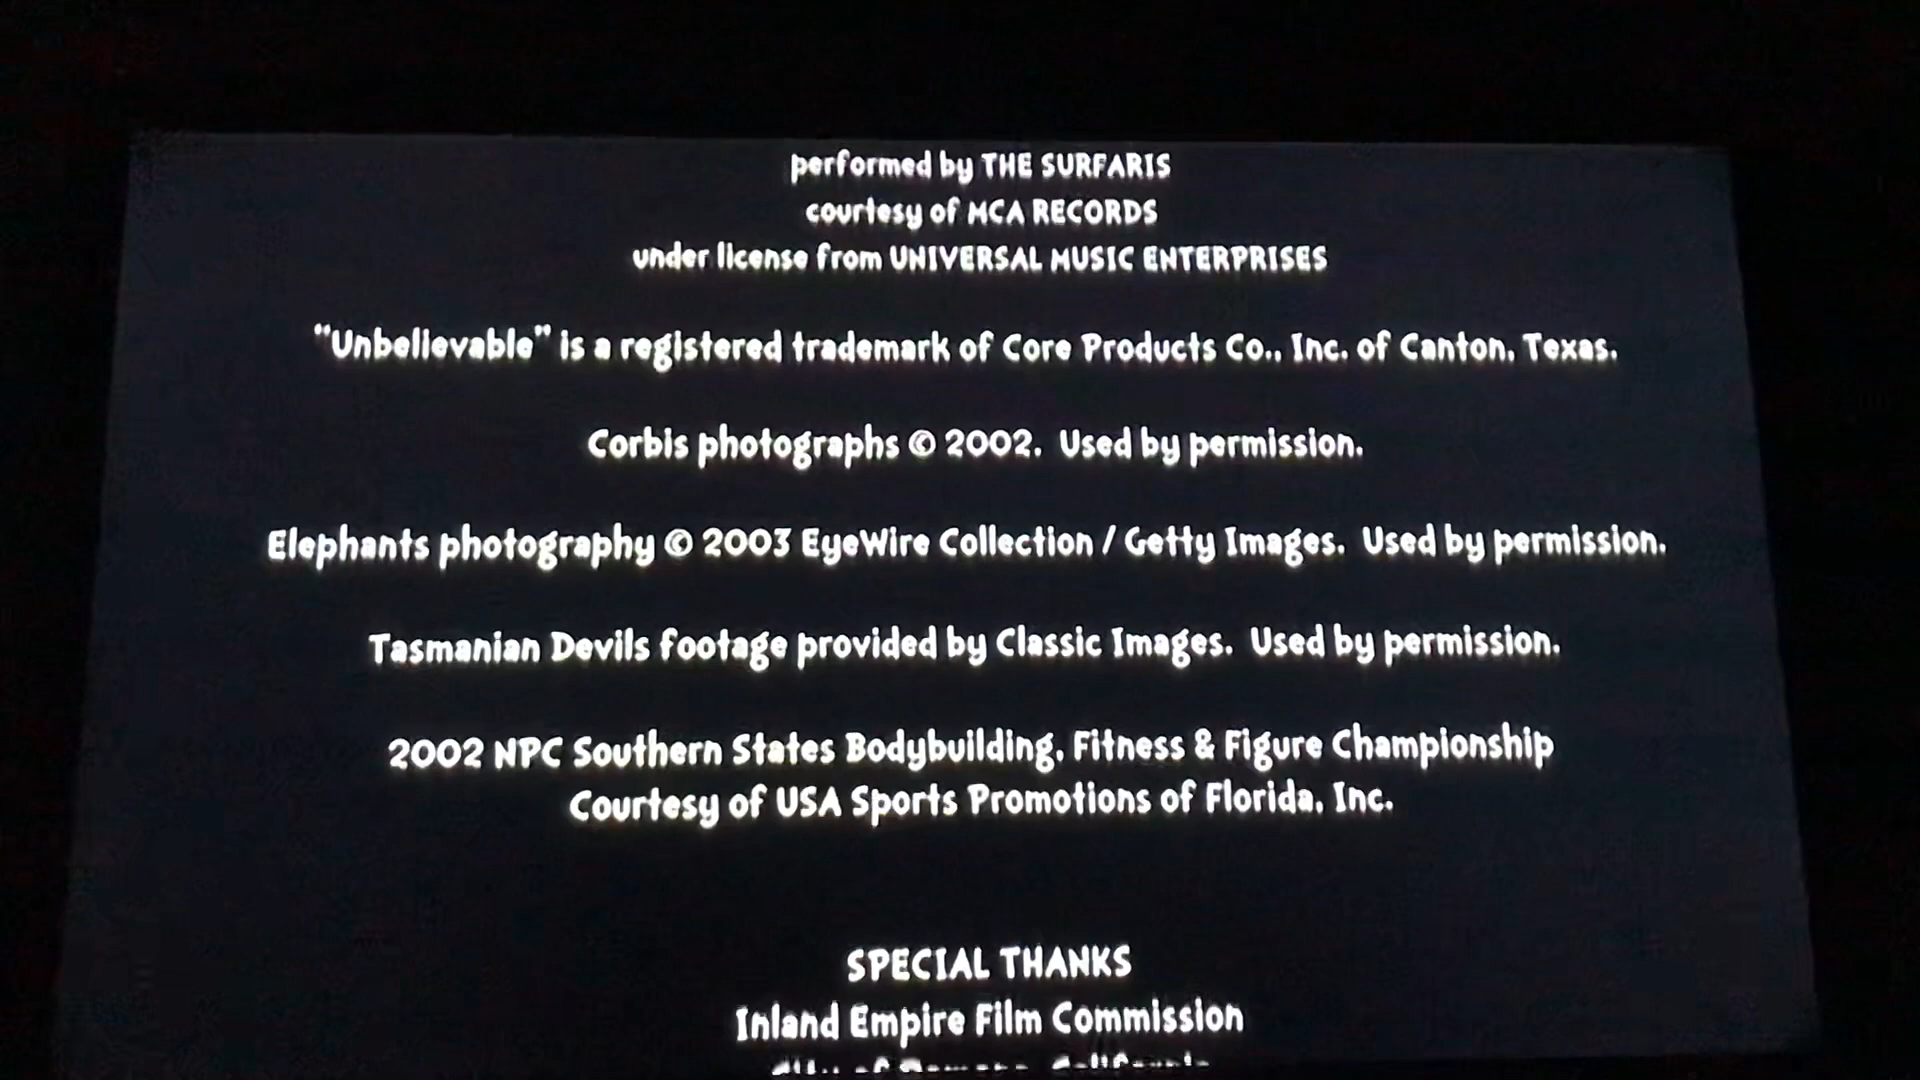 performed by THE SURFARIS
courtesy of MCA RECORDS
under license from UNIVERSAL MUSIC ENTERPRISES
"Unbelievable" is a registered trademark of Core Products Co., Inc. of Canton, Texas.
Corbis photographs © 2002. Used by permission.
Elephants photography © 2003 EyeWire Collection / Getty Images. Used by permission.
Tasmanian Devils footage provided by Classic Images. Used by permission.
2002 NPC Southern States Bodybuilding, Fitness & Figure Championship
Courtesy of USA Sports Promotions of Florida, Inc.
SPECIAL THANKS
Inland Empire Film Commission